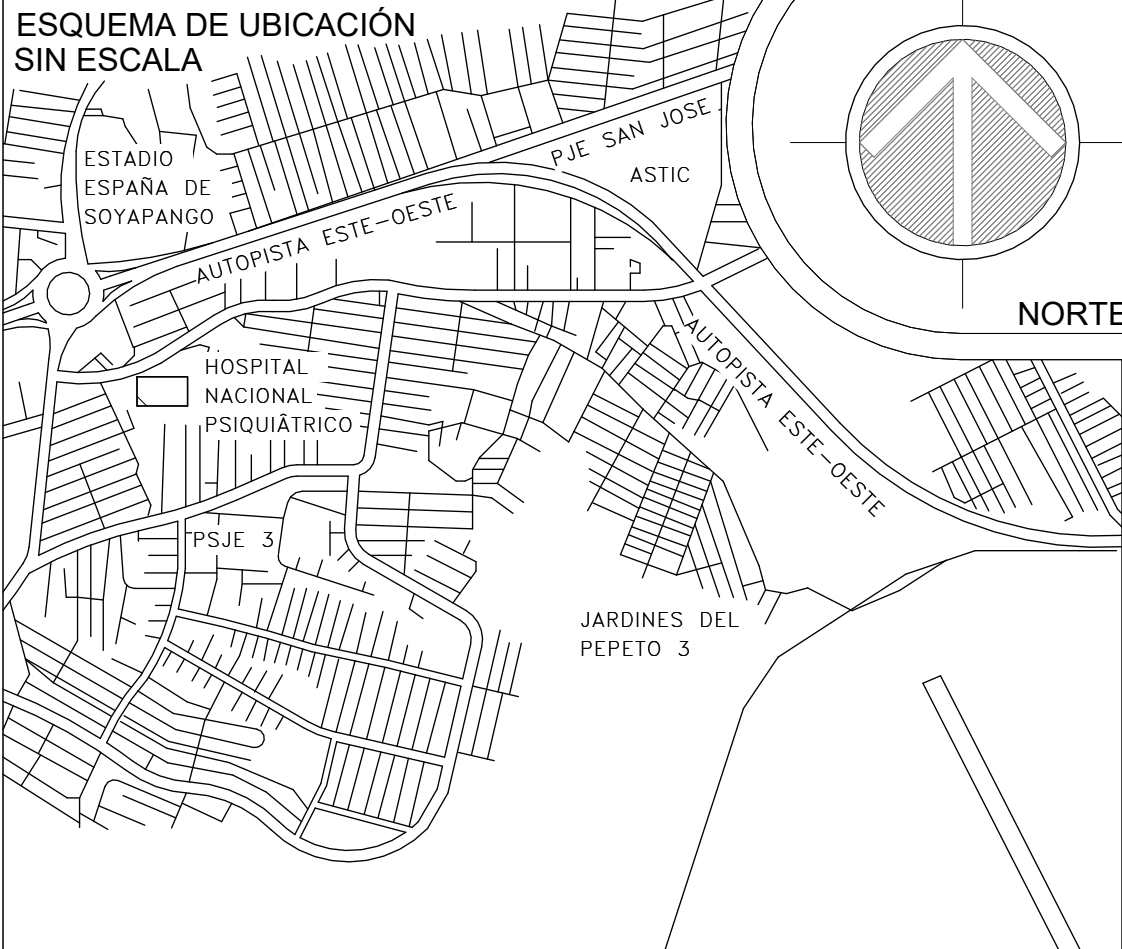 ESQUEMA DE UBICACIÓN
SIN ESCALA
ESTADIO
ESPAÑA DE
SOYAPANGO
PJE SAN JOSE
ASTIC
AUTOPISTA ESTE-OESTE
NORTE
HOSPITAL
NACIONAL
PSIQUIÂTRICO
AUTOPISTA ESTE-OESTE
PSJE 3
JARDINES DEL
PEPETO 3